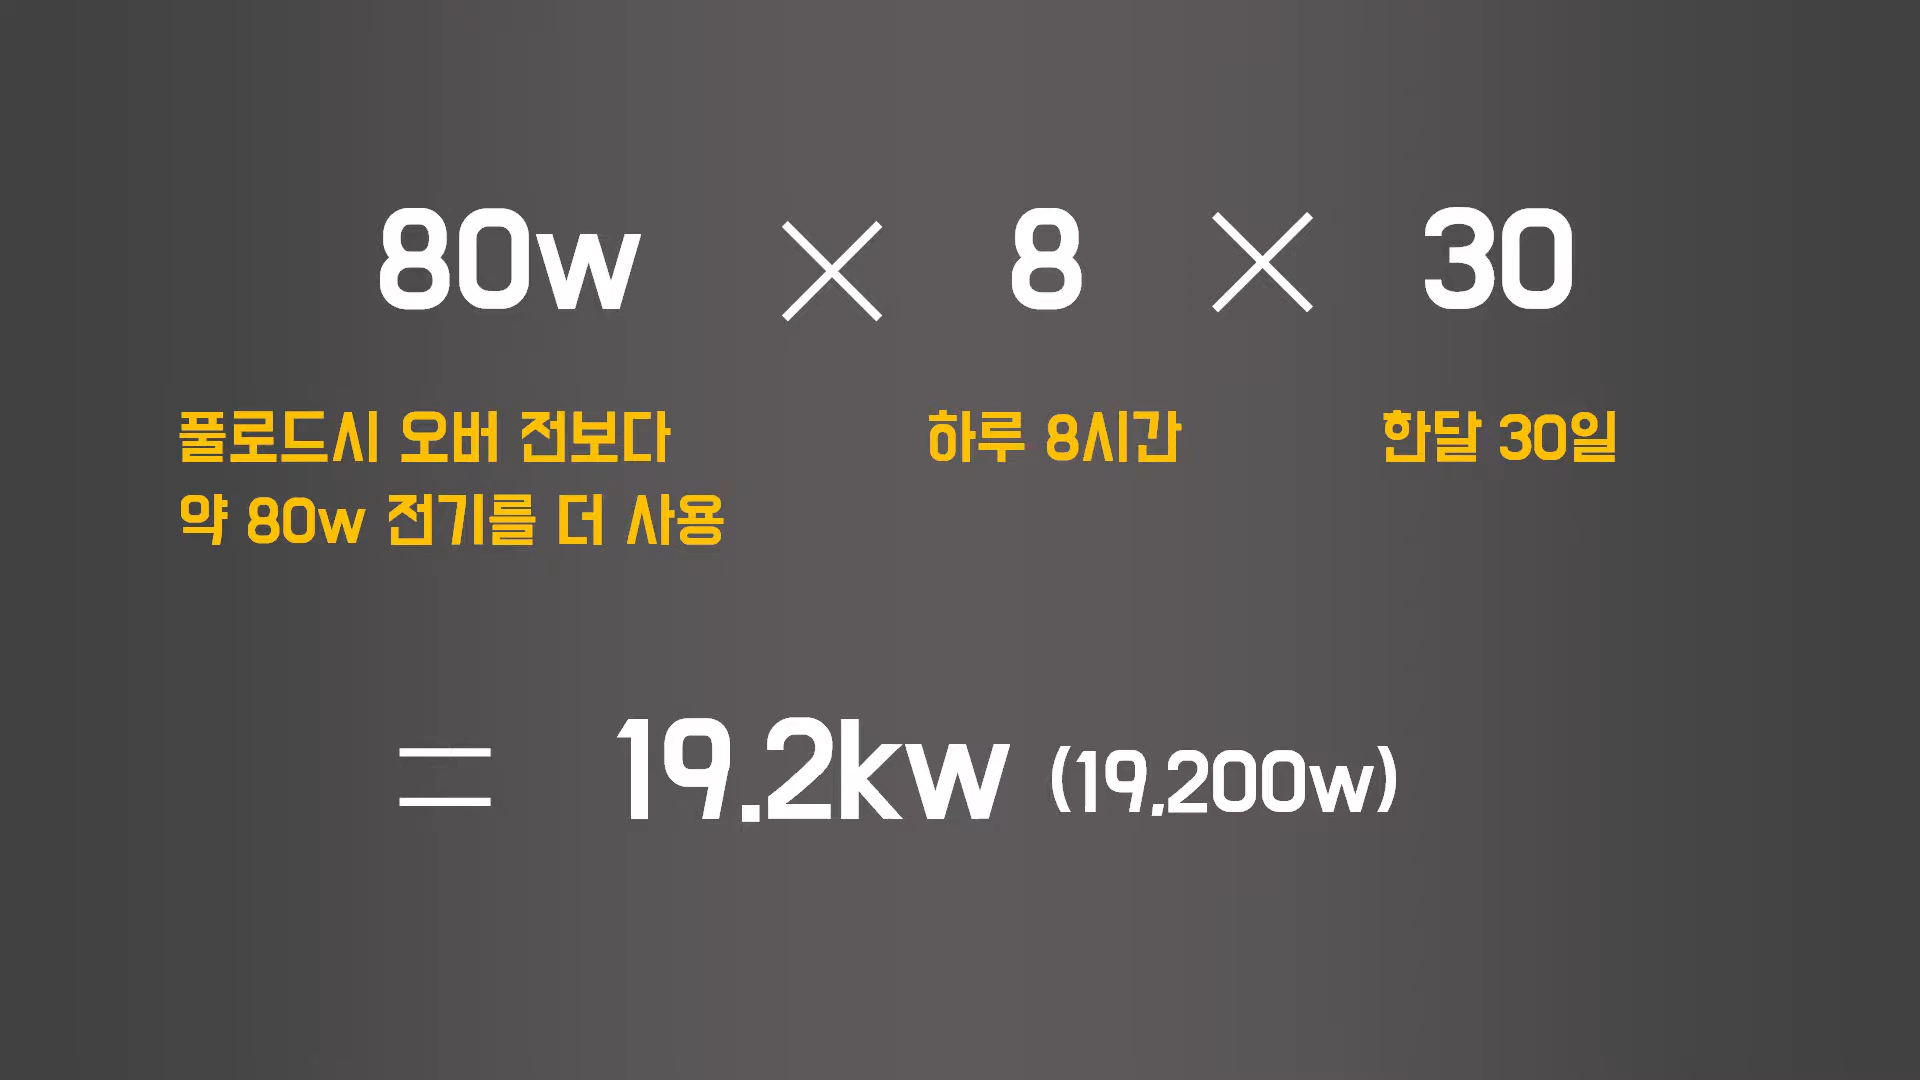 80w × 8 × 30
풀로드시 오버 전보다
약 80w 전기를 더 사용
하루 8시간
한달 30일
= 19.2kw (19,200w)